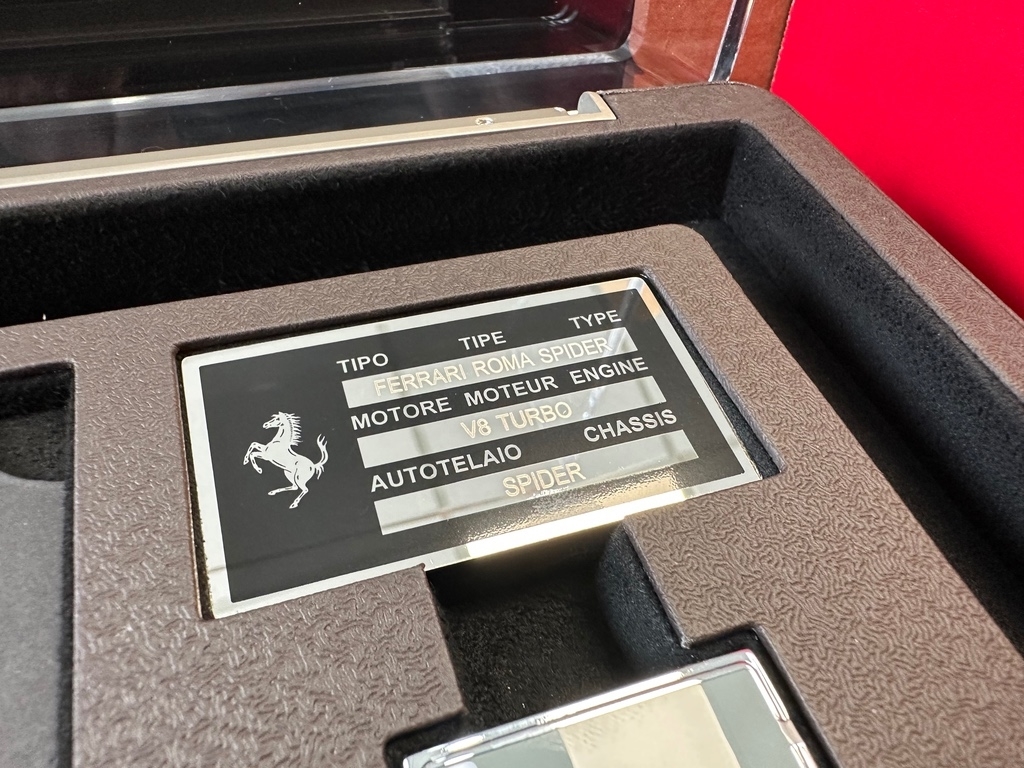 TIPO TIPE TYPE
FERRARI ROMA SPIDER
MOTORE MOTEUR ENGINE
V8 TURBO
AUTOTELAIO CHASSIS
SPIDER